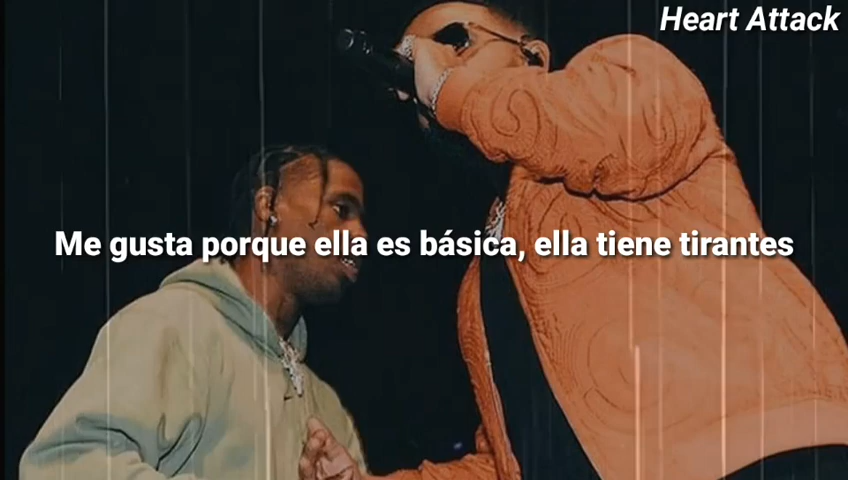 Heart Attack
Me gusta porque ella es básica, ella tiene tirantes